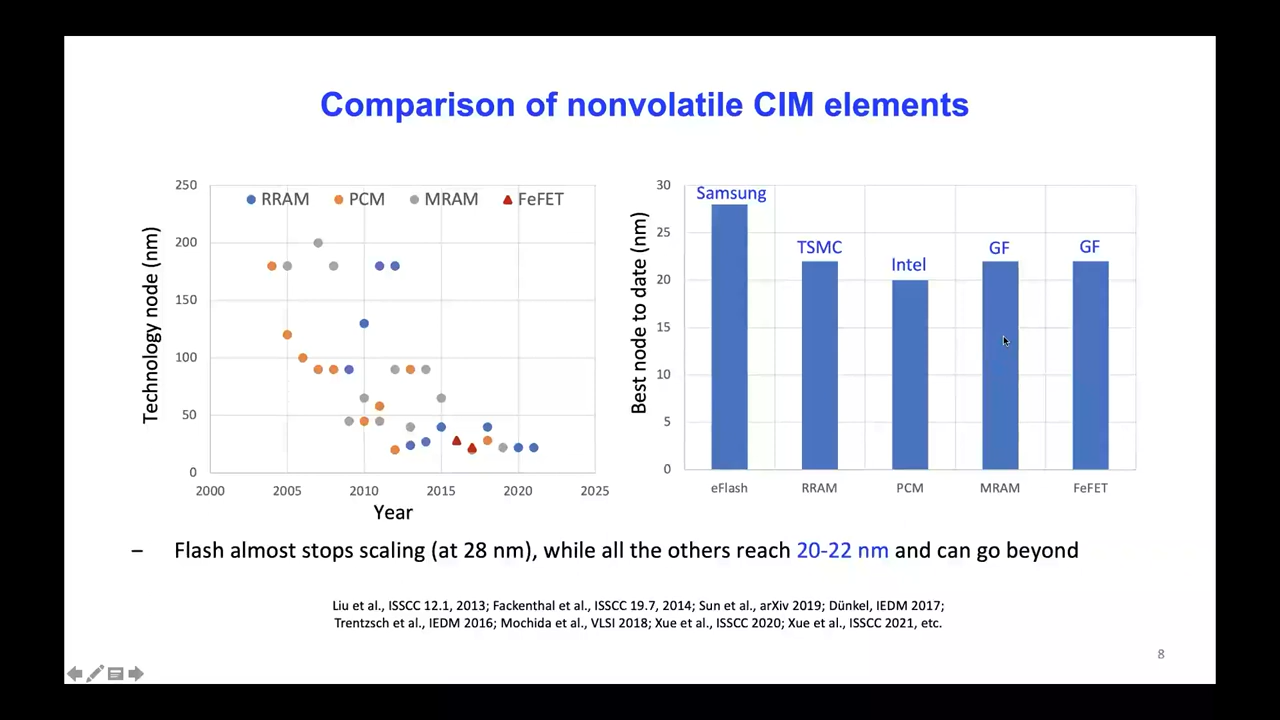 Comparison of nonvolatile CIM elements
250
200
150
100
50
0
Technology node (nm)
RRAM PCM MRAM FeFET
2000 2005 2010 2015 2020 2025
Year
30
25
20
15
10
5
0
Best node to date (nm)
Samsung
TSMC
Intel
GF
GF
eFlash RRAM PCM MRAM FeFET
– Flash almost stops scaling (at 28 nm), while all the others reach 20-22 nm and can go beyond
Liu et al., ISSCC 12.1, 2013; Fackenthal et al., ISSCC 19.7, 2014; Sun et al., arXiv 2019; Dünkel, IEDM 2017;
Trentzsch et al., IEDM 2016; Mochida et al., VLSI 2018; Xue et al., ISSCC 2020; Xue et al., ISSCC 2021, etc.
8